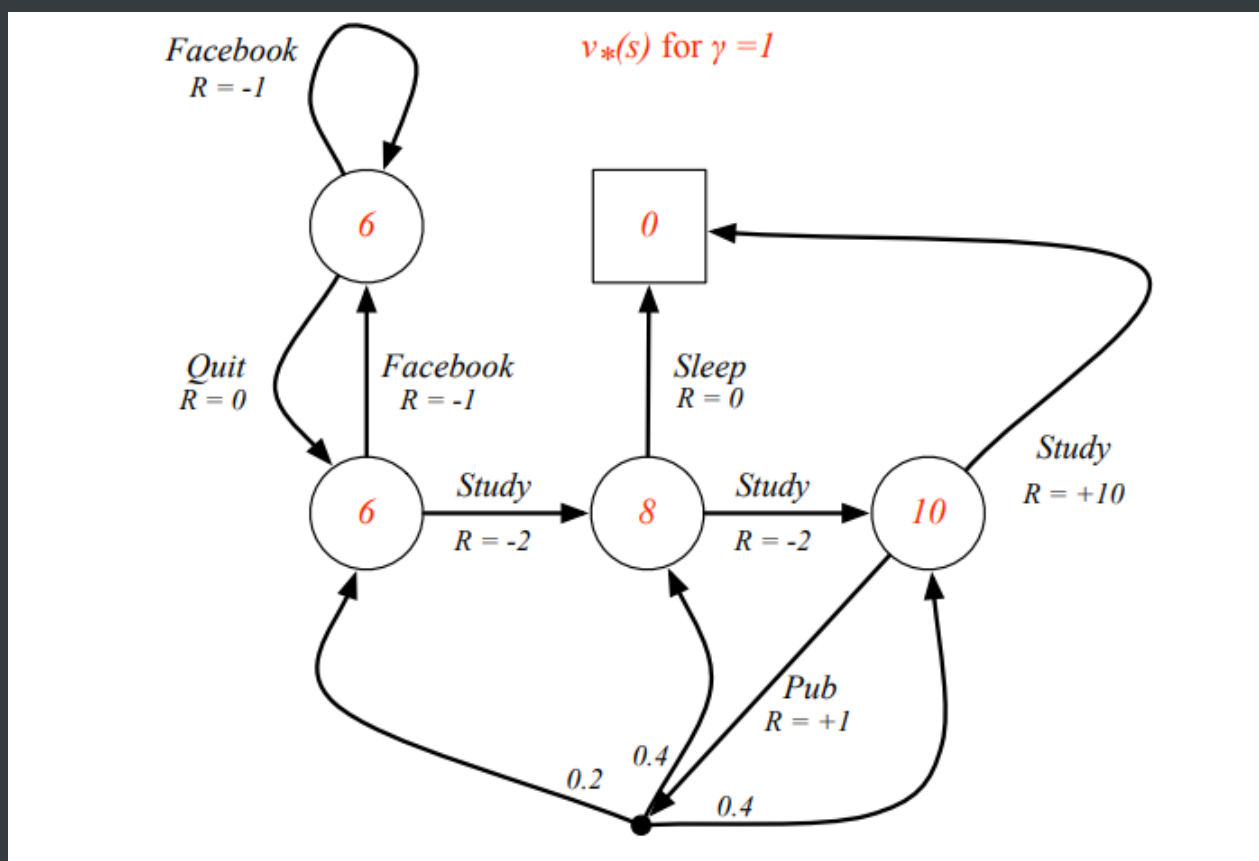 Facebook
R = -1
v*(s) for γ =1
6
0
Quit
R = 0
Facebook
R = -1
Sleep
R = 0
Study
R = +10
6
Study
R = -2
8
Study
R = -2
10
Pub
R = +1
0.2
0.4
0.4